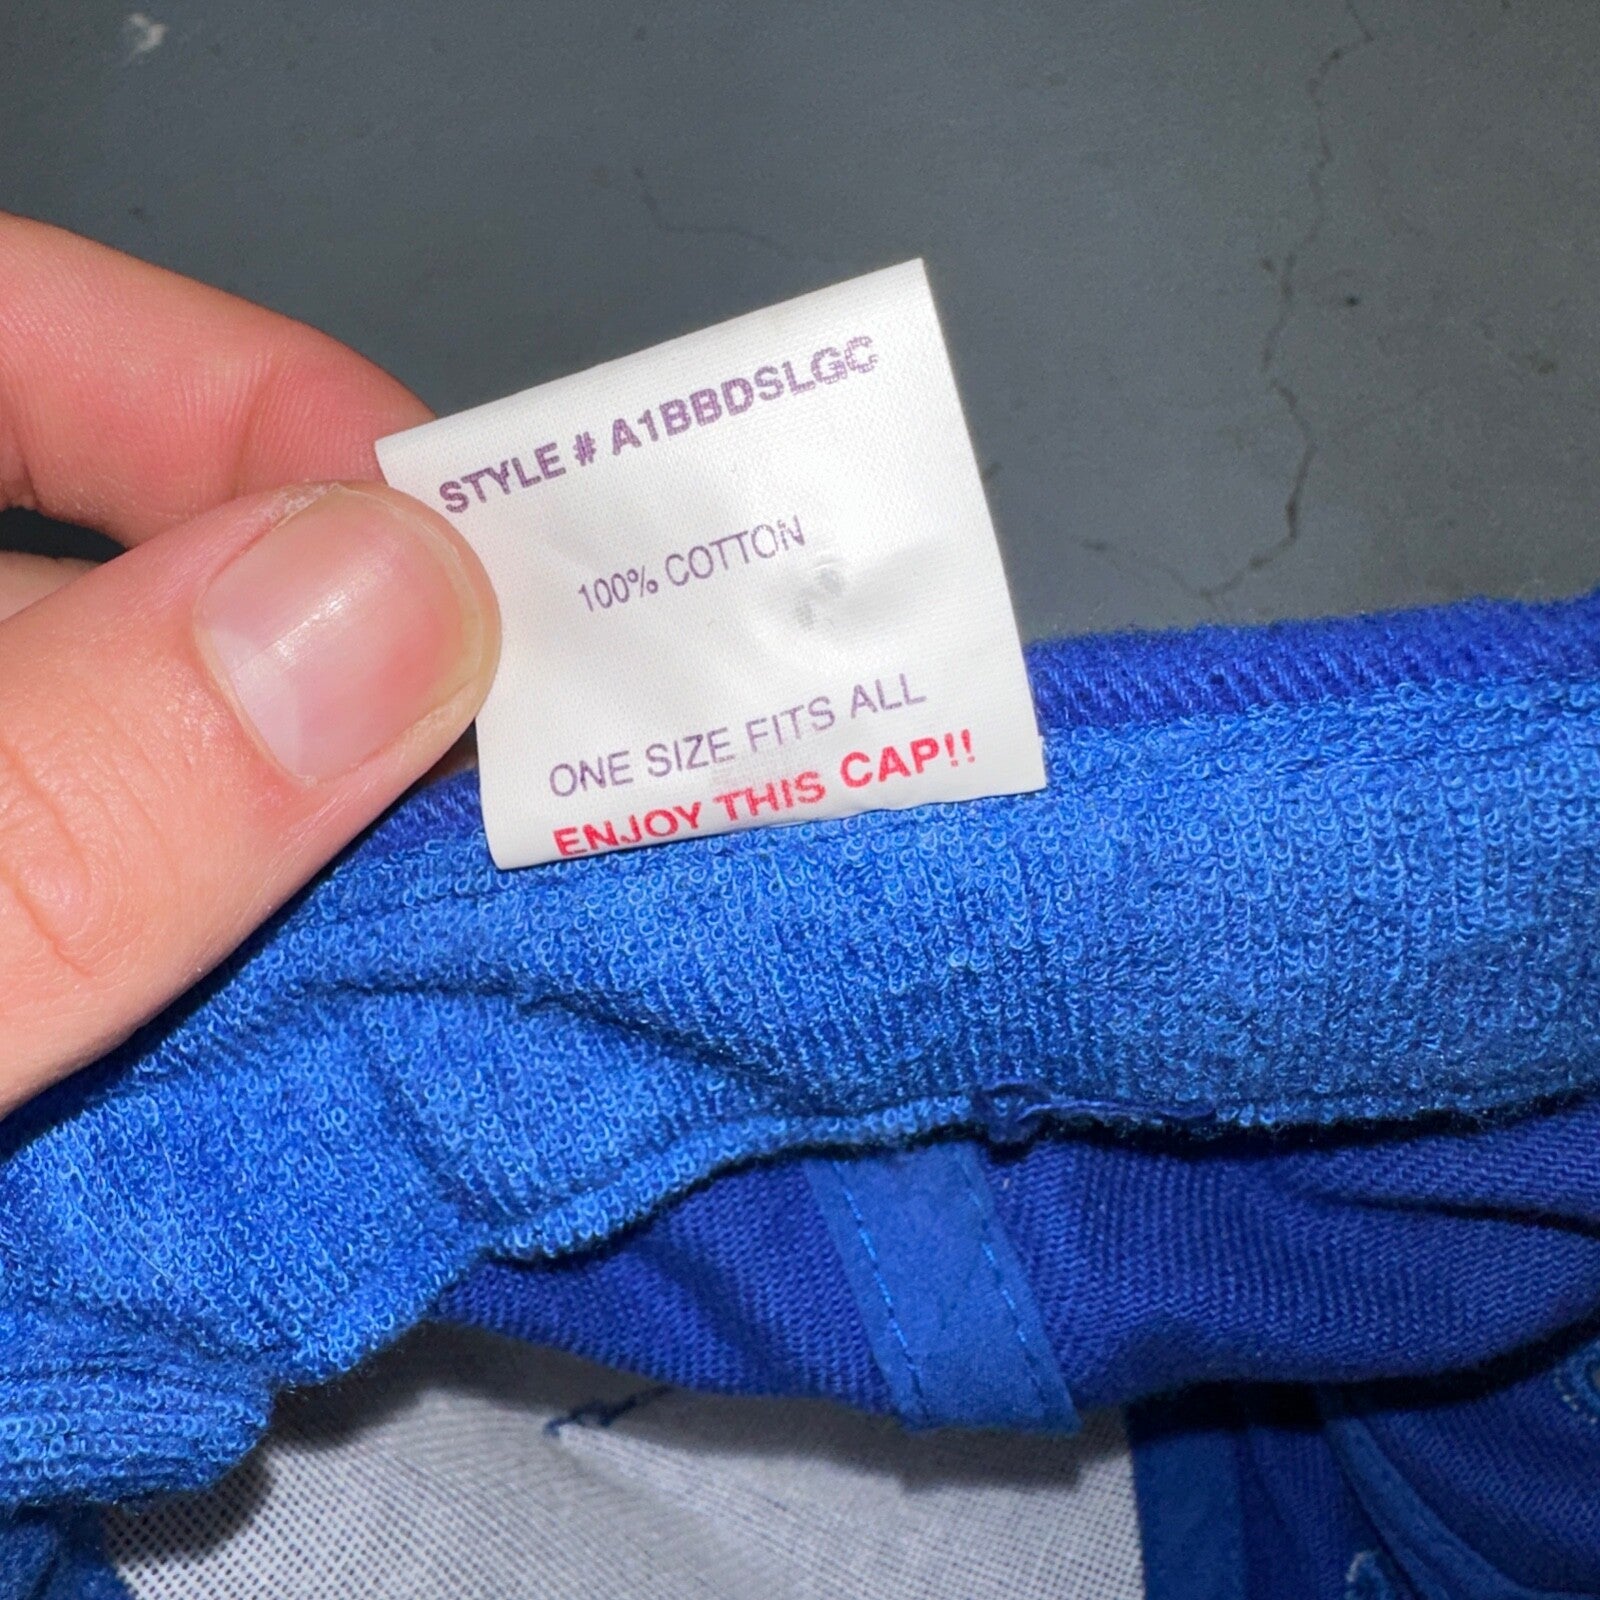 STYLE # A1BBDSLGC
100% COTTON
ONE SIZE FITS ALL
ENJOY THIS CAP!!